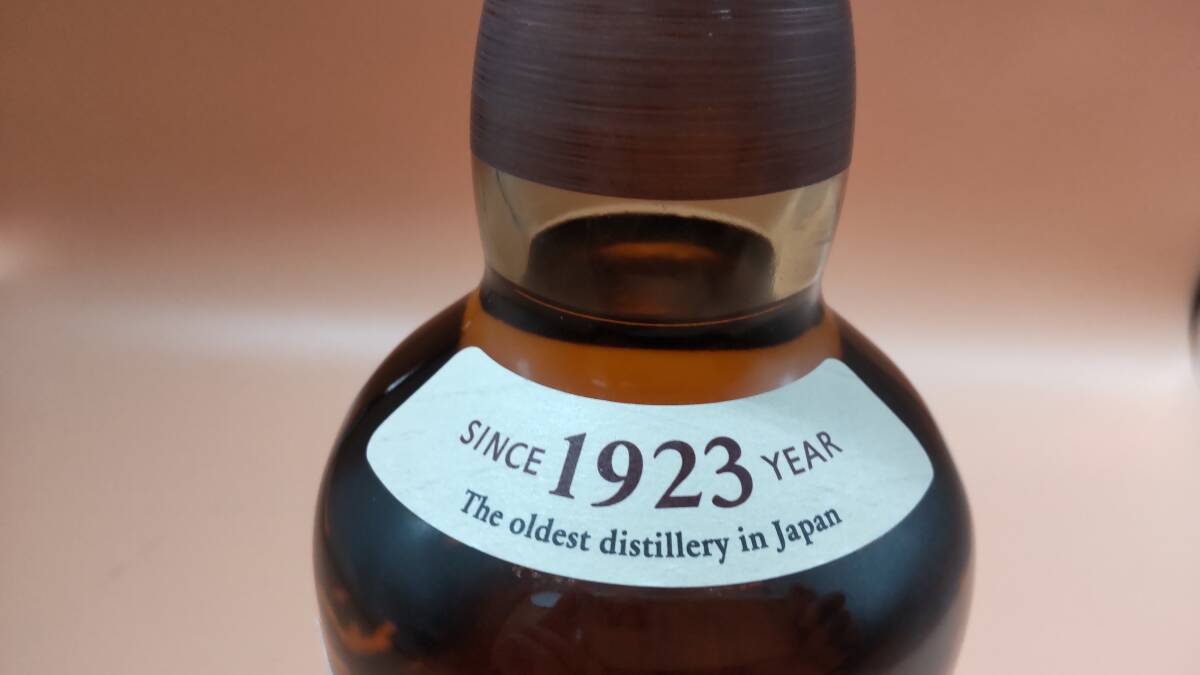 SINCE 1923 YEAR
The oldest distillery in Japan